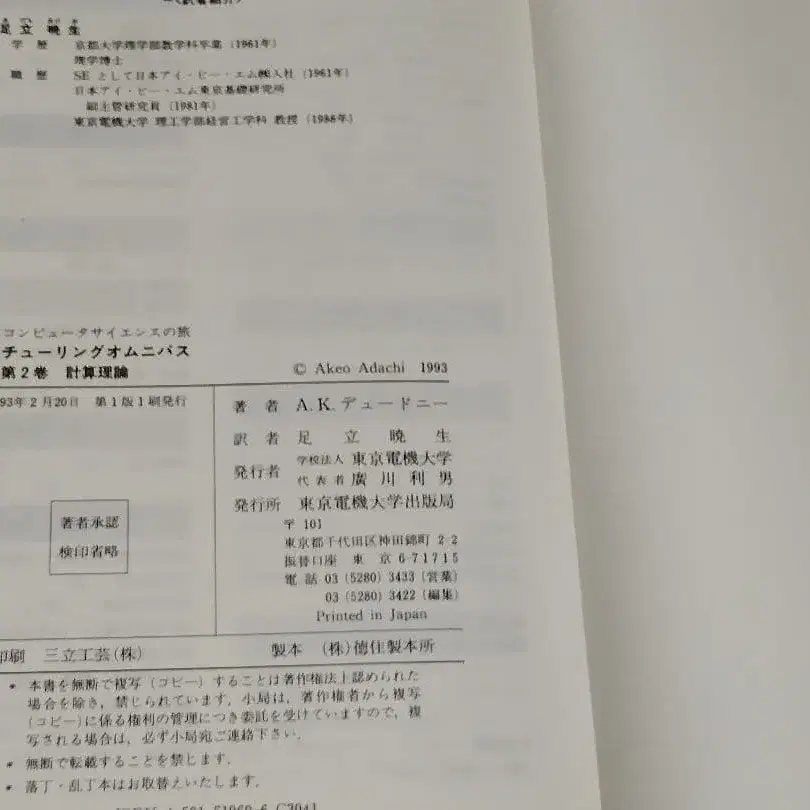 ―〈訳者紹介〉
足立 暁生
学歴 京都大学理学部数学科卒業(1961年)
理学博士
職歴 SEとして日本アイ・ビー・エム㈱入社(1961年)
日本アイ・ビー・エム東京基礎研究所
副主管研究員(1981年)
東京電機大学 理工学部経営工学科 教授(1986年)
コンピュータサイエンスの旅
チューリングオムニバス
第2巻 計算理論
© Akeo Adachi 1993
93年2月20日 第1版1刷発行
著者 A.K.デュードニー
訳者 足立暁生
発行者 学校法人 東京電機大学
代表者 廣川利男
発行所 東京電機大学出版局
〒101
東京都千代田区神田錦町2-2
振替口座 東京6-71715
電話 03(5280)3433(営業)
03(5280)3422(編集)
Printed in Japan
著者承認
検印省略
印刷 三立工芸(株)
製本 (株)徳住製本所
* 本書を無断で複写(コピー)することは著作権法上認められた
場合を除き,禁じられています。小局は,著作権者から複写
(コピー)に係る権利の管理につき委託を受けていますので,複
写される場合は,必ず小局宛ご連絡下さい。
* 無断で転載することを禁じます。
* 落丁・乱丁本はお取替えいたします。